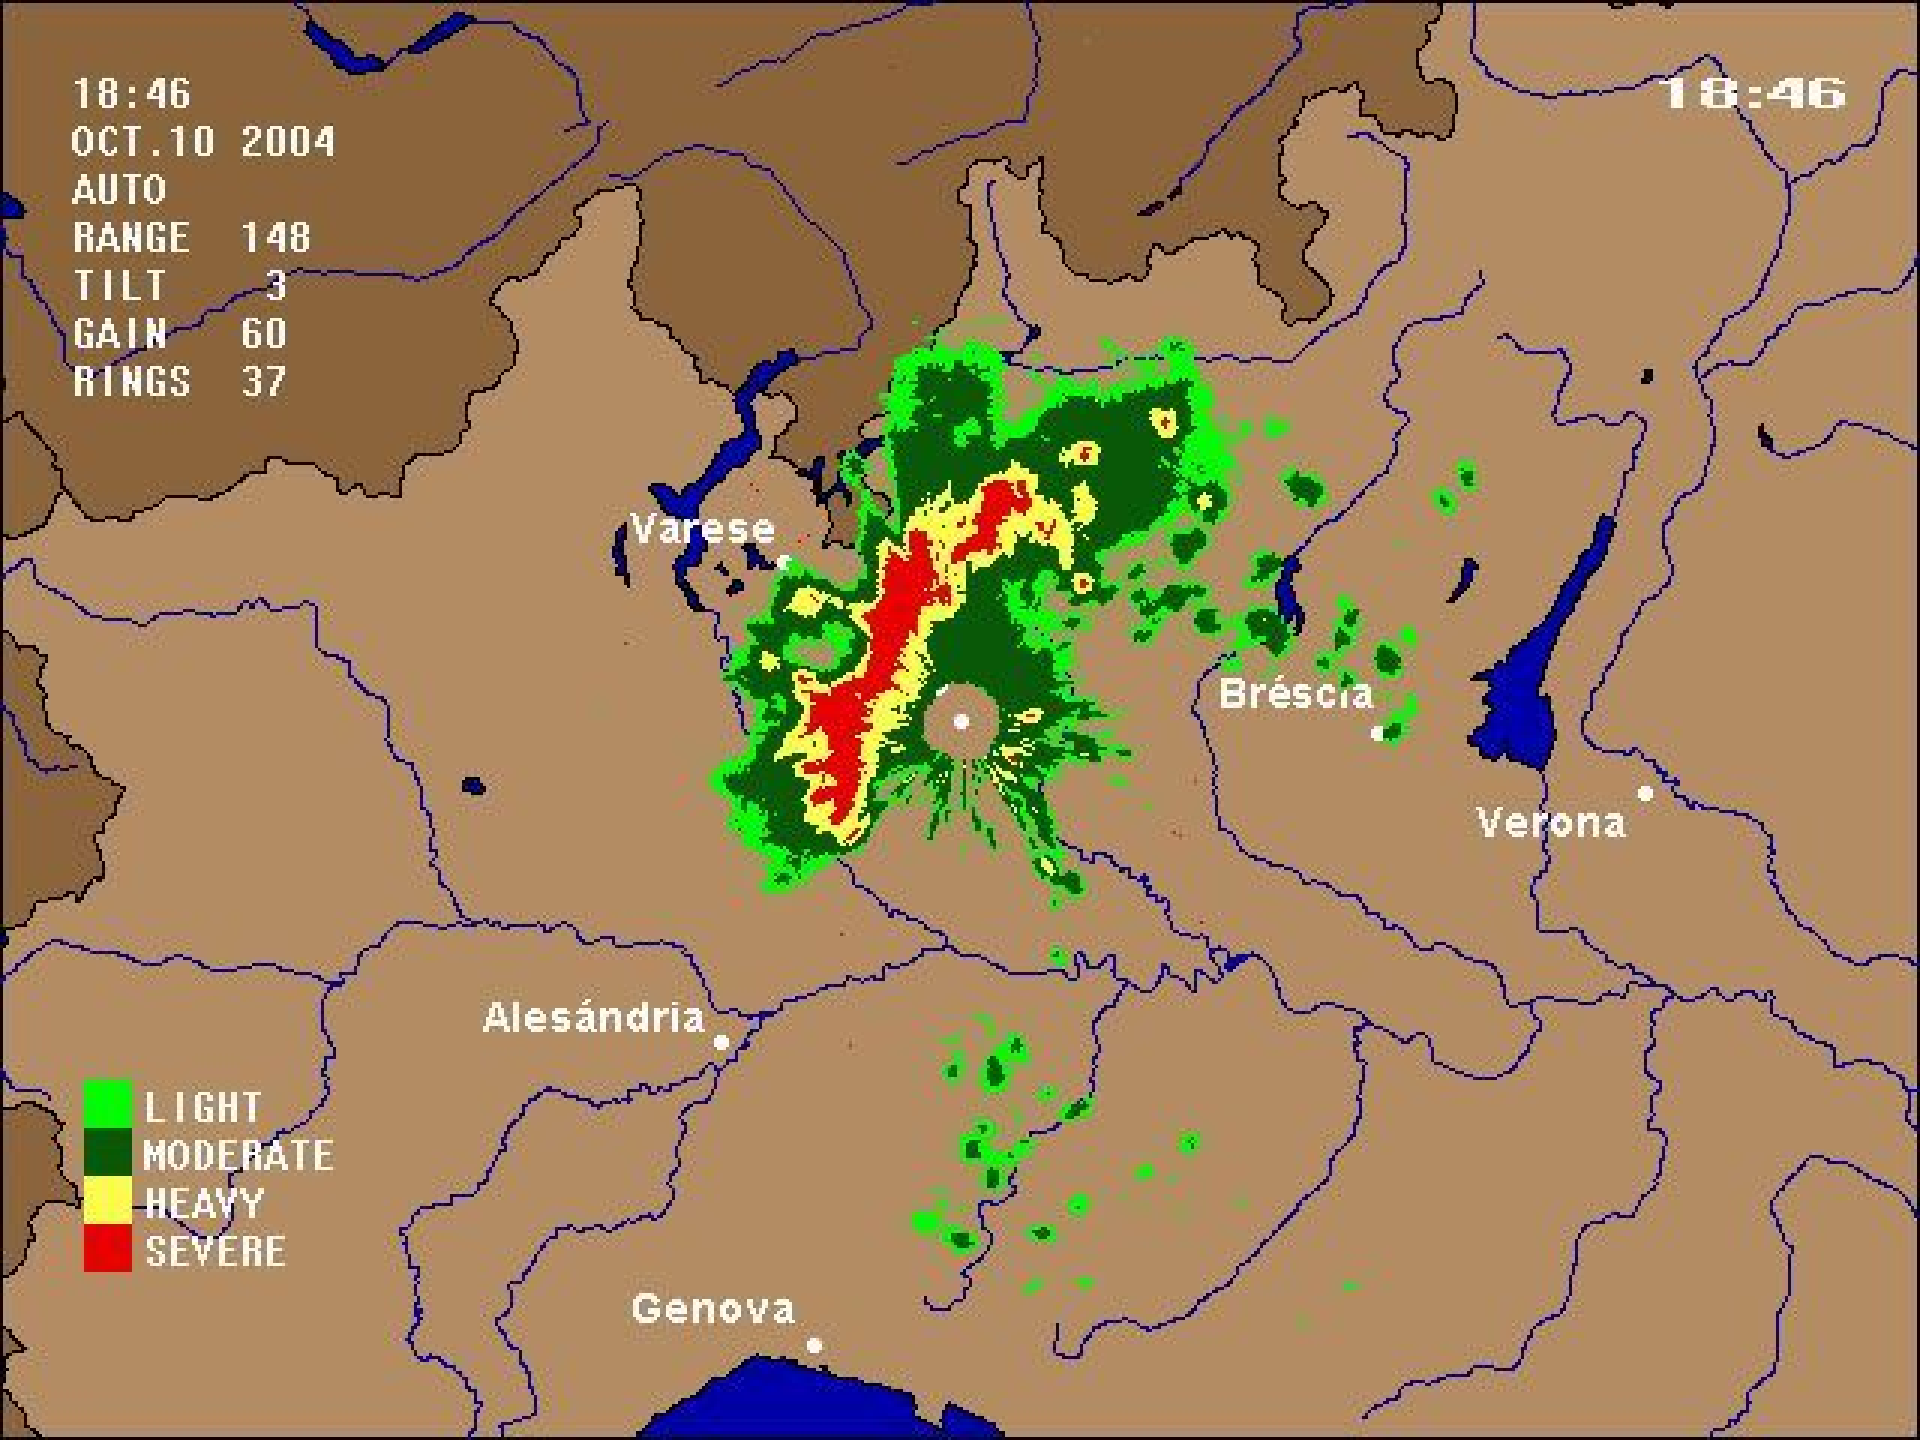 18:46
18:46
OCT.10 2004
AUTO
RANGE 148
TILT 3
GAIN 60
RINGS 37
Varese
Bréscia
Verona
Alesándria
LIGHT
MODERATE
HEAVY
SEVERE
Genova